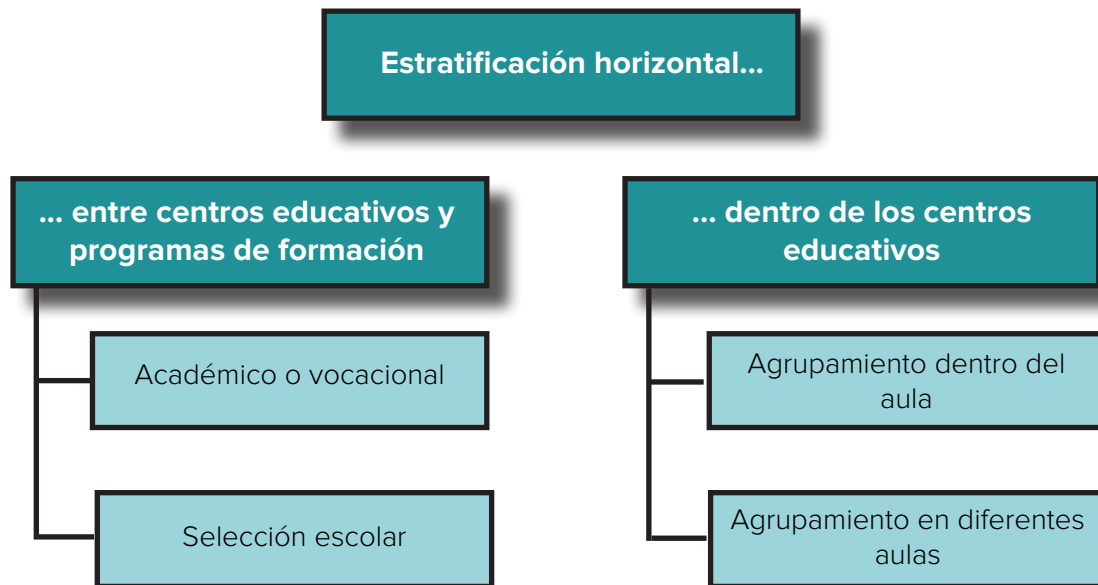 Estratificación horizontal...
... entre centros educativos y
programas de formación
Académico o vocacional
Selección escolar
... dentro de los centros
educativos
Agrupamiento dentro del
aula
Agrupamiento en diferentes
aulas